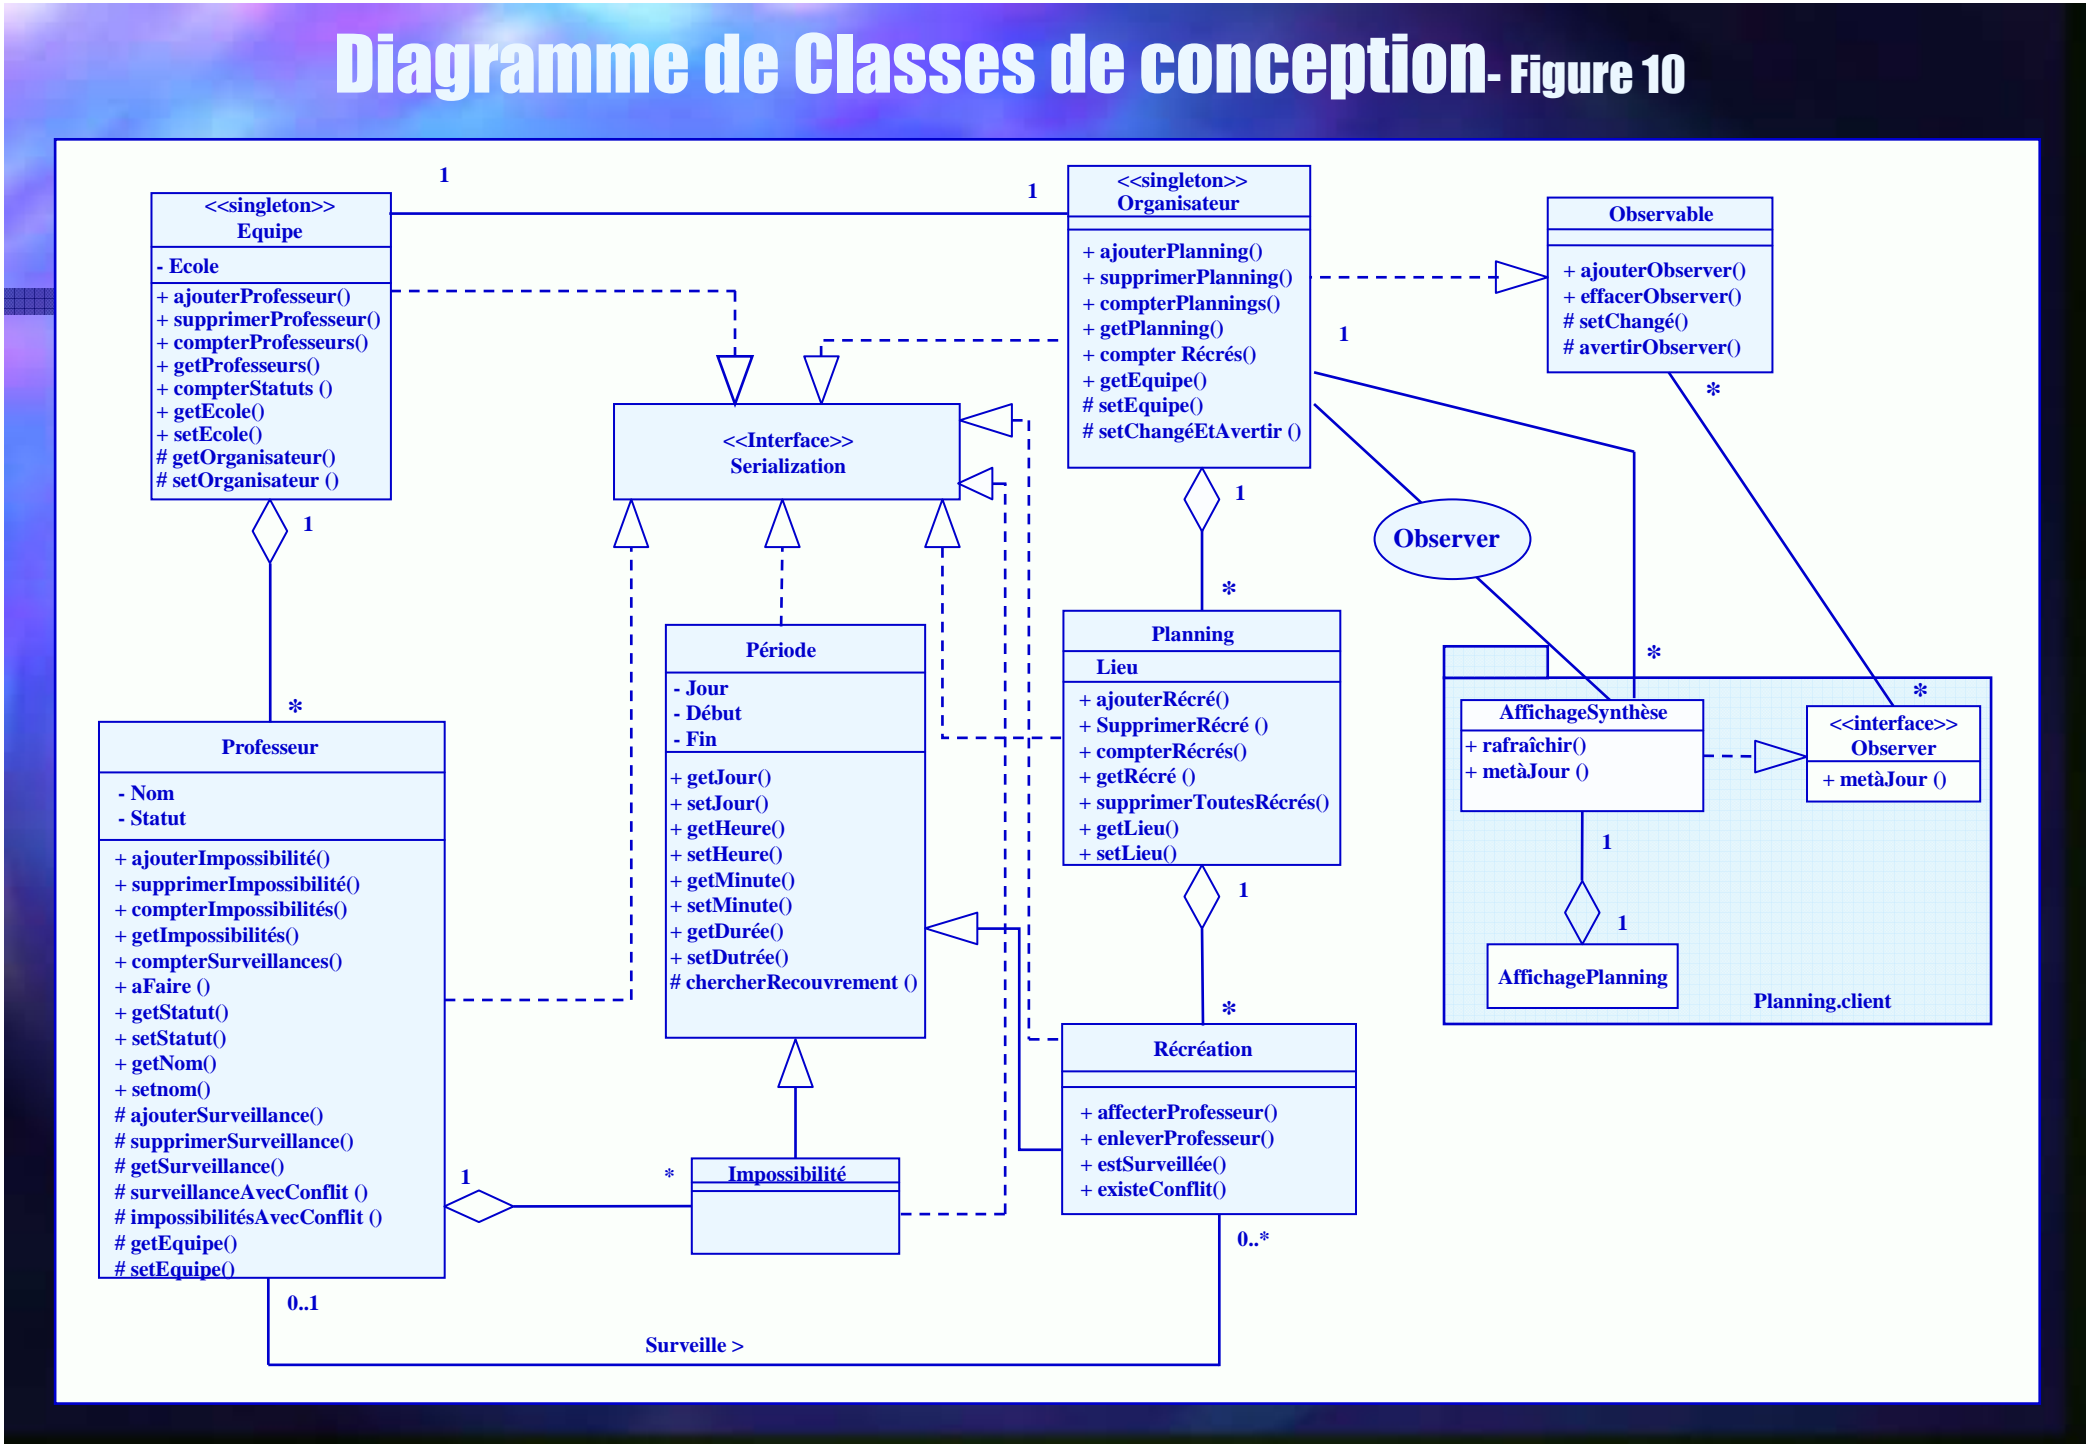 Diagramme de Classes de conception- Figure 10
1
1
<<singleton>>
Equipe
- Ecole
+ ajouterProfesseur()
+ supprimerProfesseur()
+ compterProfesseurs()
+ getProfesseurs()
+ compterStatuts ()
+ getEcole()
+ setEcole()
# getOrganisateur()
# setOrganisateur ()
1
*
<<singleton>>
Organisateur
+ ajouterPlanning()
+ supprimerPlanning()
+ compterPlannings()
+ getPlanning()
+ compter Récrés()
+ getEquipe()
# setEquipe()
# setChangéEtAvertir ()
1
1
*
Observable
+ ajouterObserver()
+ effacerObserver()
# setChangé()
# avertirObserver()
*
<<Interface>>
Serialization
Observer
Professeur
- Nom
- Statut
+ ajouterImpossibilité()
+ supprimerImpossibilité()
+ compterImpossibilités()
+ getImpossibilités()
+ compterSurveillances()
+ aFaire ()
+ getStatut()
+ setStatut()
+ getNom()
+ setnom()
# ajouterSurveillance()
# supprimerSurveillance()
# getSurveillance()
# surveillanceAvecConflit ()
# impossibilitésAvecConflit ()
# getEquipe()
# setEquipe()
1
*
0..1
Période
- Jour
- Début
- Fin
+ getJour()
+ setJour()
+ getHeure()
+ setHeure()
+ getMinute()
+ setMinute()
+ getDurée()
+ setDutrée()
# chercherRecouvrement ()
Impossibilité
Planning
Lieu
+ ajouterRécré()
+ SupprimerRécré ()
+ compterRécrés()
+ getRécré ()
+ supprimerToutesRécrés()
+ getLieu()
+ setLieu()
1
*
Récréation
+ affecterProfesseur()
+ enleverProfesseur()
+ estSurveillée()
+ existeConflit()
0..*
Surveille >
*
*
AffichageSynthèse
+ rafraîchir()
+ metàJour ()
<<interface>>
Observer
+ metàJour ()
1
1
AffichagePlanning
Planning.client